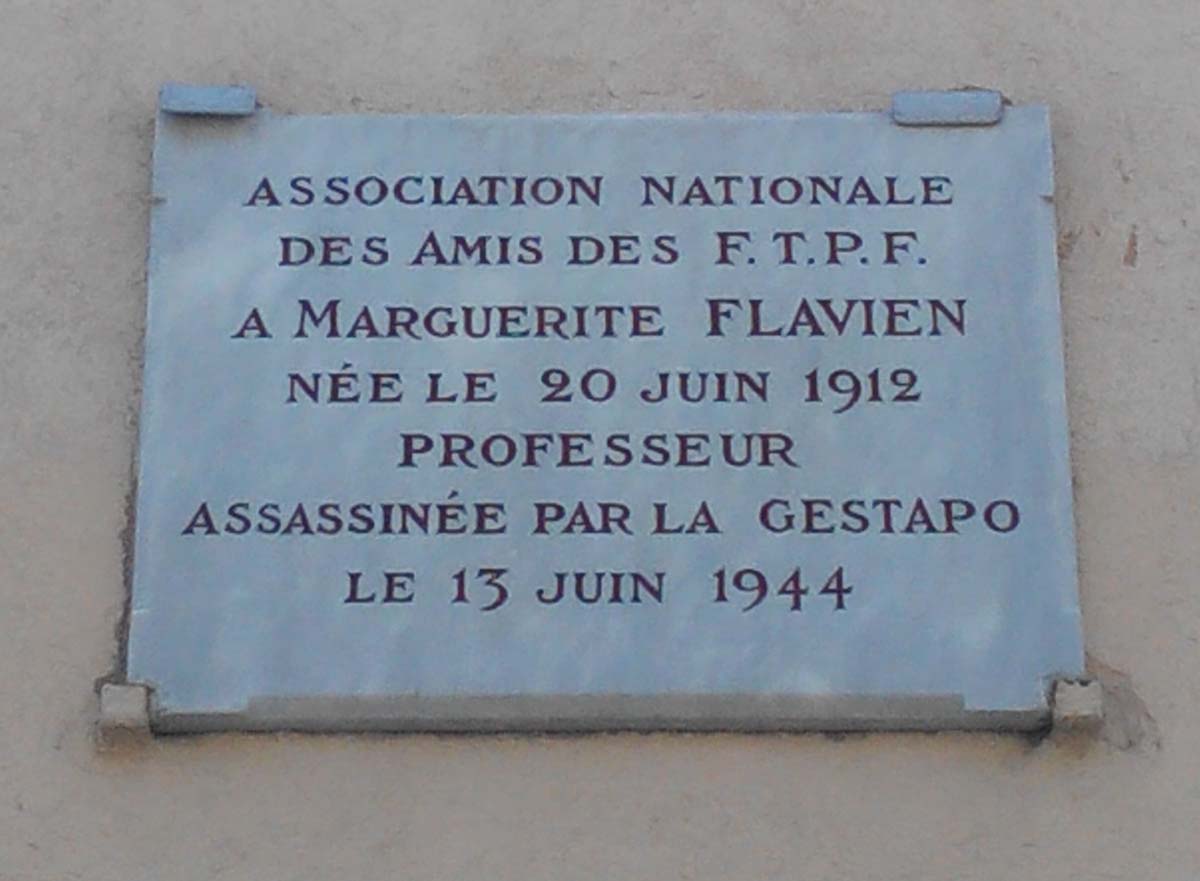 ASSOCIATION NATIONALE
DES AMIS DES F.T.P.F.
A MARGUERITE FLAVIEN
NÉE LE 20 JUIN 1912
PROFESSEUR
ASSASSINÉE PAR LA GESTAPO
LE 13 JUIN 1944